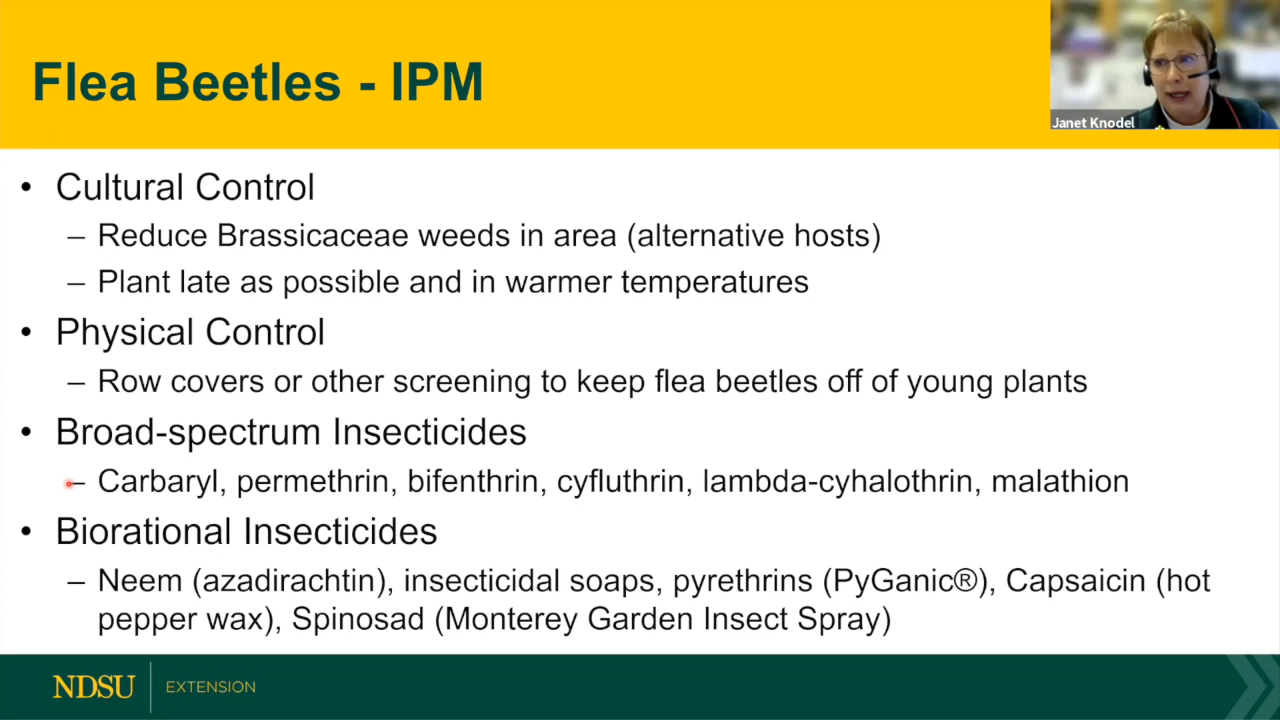 Flea Beetles - IPM
Janet Knodel
• Cultural Control
– Reduce Brassicaceae weeds in area (alternative hosts)
– Plant late as possible and in warmer temperatures
• Physical Control
– Row covers or other screening to keep flea beetles off of young plants
• Broad-spectrum Insecticides
– Carbaryl, permethrin, bifenthrin, cyfluthrin, lambda-cyhalothrin, malathion
• Biorational Insecticides
– Neem (azadirachtin), insecticidal soaps, pyrethrins (PyGanic®), Capsaicin (hot
pepper wax), Spinosad (Monterey Garden Insect Spray)
NDSU EXTENSION